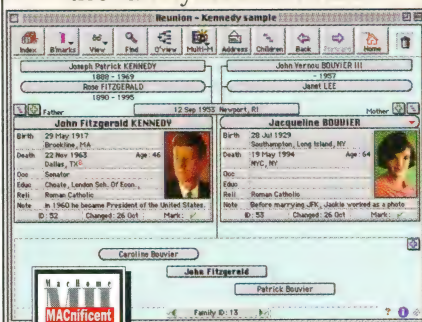 Reunion - Kennedy sample
Index B'marks View Find O'view Multi-M Address Children Back Forward Home
Joseph Patrick KENNEDY John Vernou BOUVIER III
1888 - 1969 - 1957
Rose FITZGERALD Janet LEE
1890 - 1995
Father 12 Sep 1953 Newport, RI Mother
John Fitzgerald KENNEDY Jacqueline BOUVIER
Birth 29 May 1917 Birth 28 Jul 1929
Brookline, MA Southampton, Long Island, NY
Death 22 Nov 1963 Age: 46 Death 19 May 1994 Age: 64
Dallas, TX NYC, NY
Occ Senator Occ
Educ Choate, London Sch. Of Econ. Educ
Reli Roman Catholic Reli Roman Catholic
Note In 1960 he became President of the United States. Note Before marrying JFK, Jackie worked as a photo
ID: 52 Changed: 26 Oct Mark: ID: 53 Changed: 26 Oct Mark:
Caroline Bouvier
John Fitzgerald
Patrick Bouvier
MacHome
MACnificent
Family ID: 13